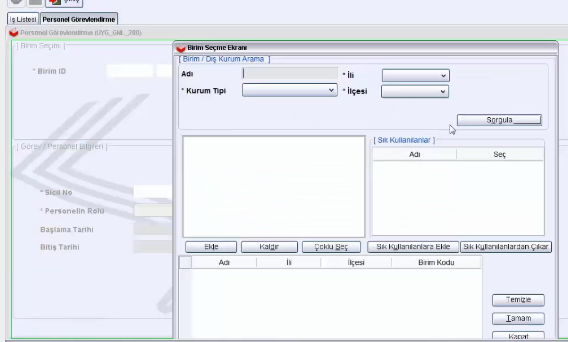 Çıkış
İş Listesi Personel Görevlendirme
Personel Görevlendirme (UYG_GNL_280)
[ Birim Seçimi ]
* Birim ID
[ Görev / Personel Bilgileri ]
* Sicil No
* Personelin Rolü
Başlama Tarihi
Bitiş Tarihi
Birim Seçme Ekranı
[ Birim / Dış Kurum Arama ]
Adı
* İli
* Kurum Tipi
* İlçesi
Sorgula
[ Sık Kullanılanlar ]
Adı Seç
Ekle Kaldır Çoklu Seç Sık Kullanılanlara Ekle Sık Kullanılanlardan Çıkar
Adı İli İlçesi Birim Kodu
Temizle
Tamam
Kapat